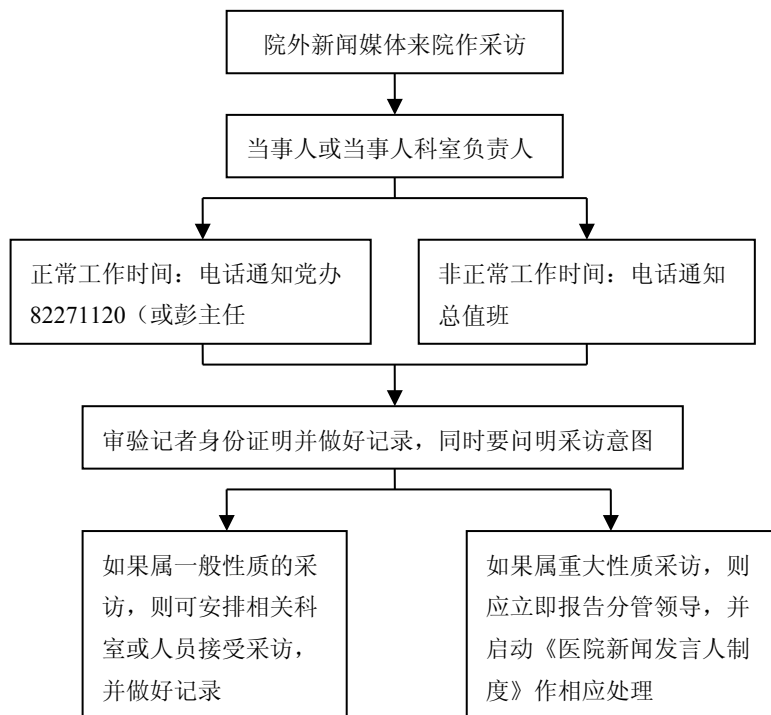 院外新闻媒体来院作采访
当事人或当事人科室负责人
正常工作时间：电话通知党办
82271120（或彭主任
非正常工作时间：电话通知
总值班
审验记者身份证明并做好记录，同时要问明采访意图
如果属一般性质的采
访，则可安排相关科
室或人员接受采访，
并做好记录
如果属重大性质采访，则
应立即报告分管领导，并
启动《医院新闻发言人制
度》作相应处理